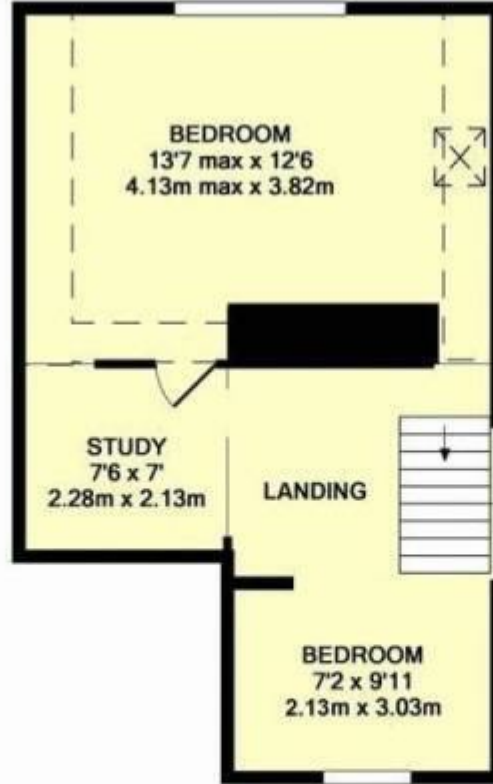 BEDROOM
13'7 max x 12'6
4.13m max x 3.82m
STUDY
7'6 x 7'
2.28m x 2.13m
LANDING
BEDROOM
7'2 x 9'11
2.13m x 3.03m